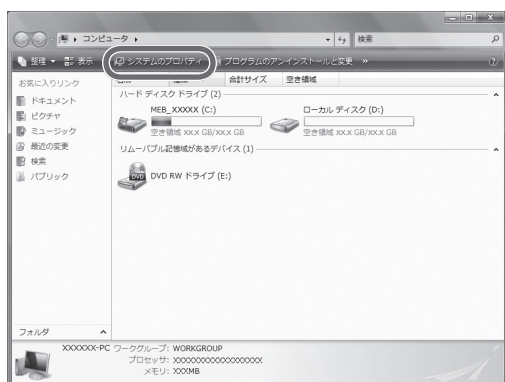 コンピュータ
検索
整理 表示 システムのプロパティ プログラムのアンインストールと変更 »
お気に入りリンク
ドキュメント
ピクチャ
ミュージック
最近の変更
検索
パブリック
合計サイズ 空き領域
ハード ディスク ドライブ (2)
MEB_XXXXX (C:)
空き領域 xx.x GB/xx.x GB
ローカル ディスク (D:)
空き領域 xx.x GB/xx.x GB
リムーバブル記憶域があるデバイス (1)
DVD RW ドライブ (E:)
フォルダ
XXXXXX-PC ワークグループ: WORKGROUP
プロセッサ: XXXXXXXXXXXXXXXXX
メモリ: XXXMB